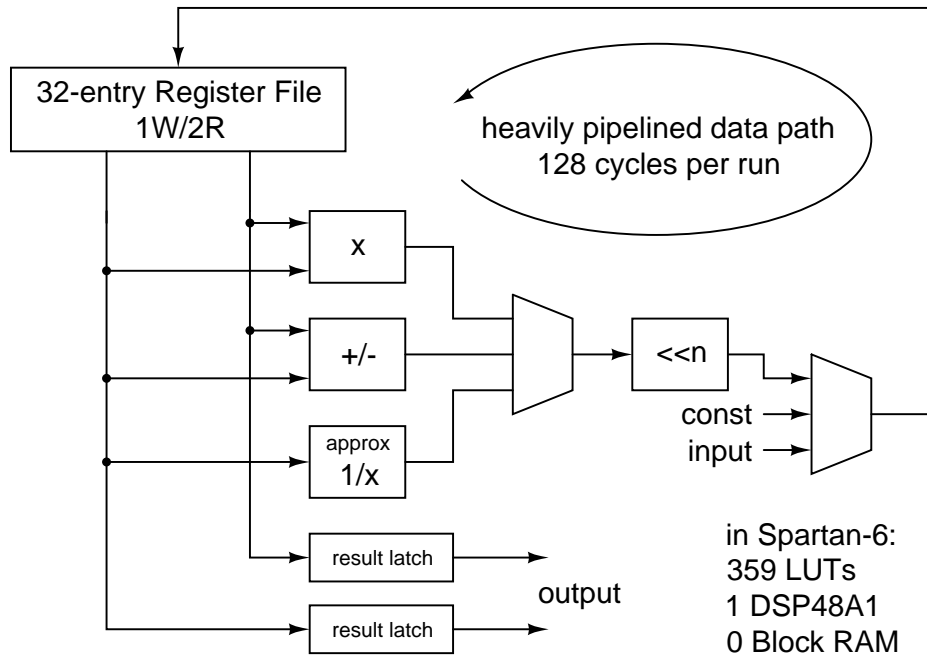 32-entry Register File
1W/2R
heavily pipelined data path
128 cycles per run
x
+/-
<<n
const
input
approx
1/x
result latch
output
result latch
in Spartan-6:
359 LUTs
1 DSP48A1
0 Block RAM